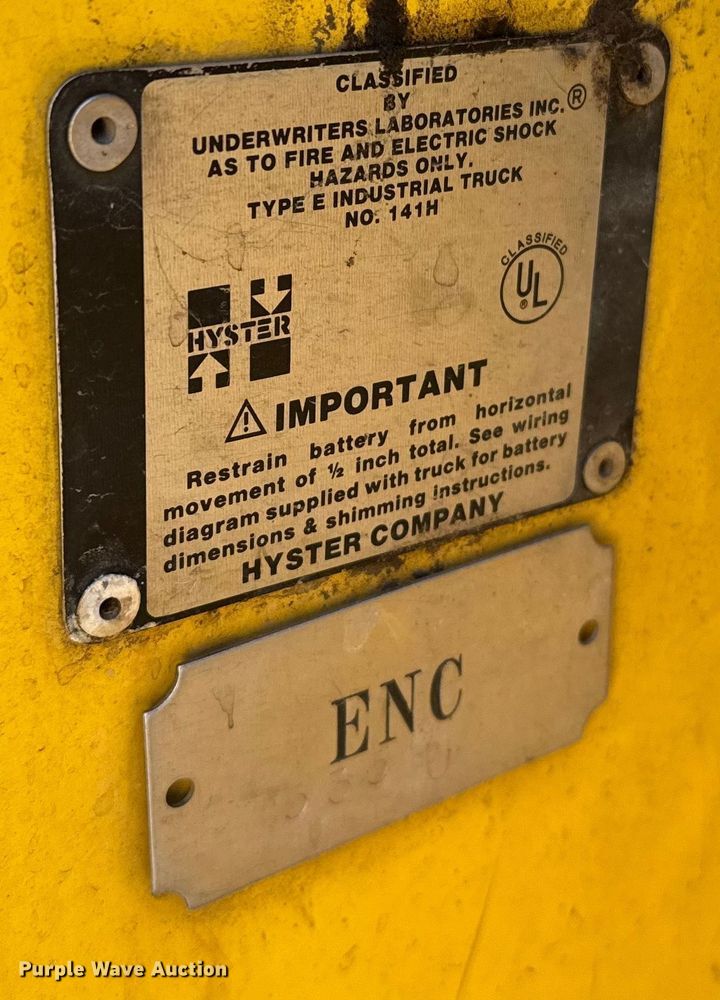 CLASSIFIED
BY
UNDERWRITERS LABORATORIES INC.®
AS TO FIRE AND ELECTRIC SHOCK
HAZARDS ONLY.
TYPE E INDUSTRIAL TRUCK
NO. 141H
CLASSIFIED
UL®
HYSTER
IMPORTANT
Restrain battery from horizontal
movement of ½ inch total. See wiring
diagram supplied with truck for battery
dimensions & shimming instructions.
HYSTER COMPANY
ENC
Purple Wave Auction